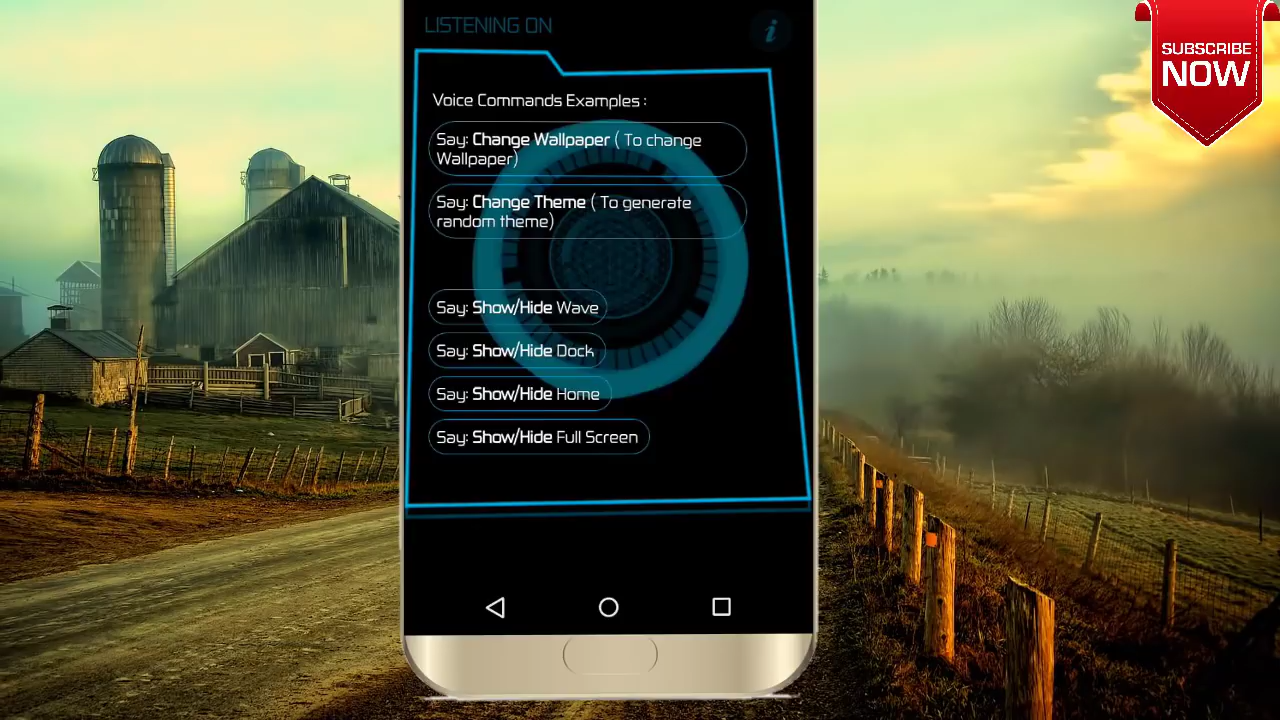 LISTENING ON
i
SUBSCRIBE
NOW
Voice Commands Examples :
Say: Change Wallpaper ( To change
Wallpaper)
Say: Change Theme ( To generate
random theme)
Say: Show/Hide Wave
Say: Show/Hide Dock
Say: Show/Hide Home
Say: Show/Hide Full Screen